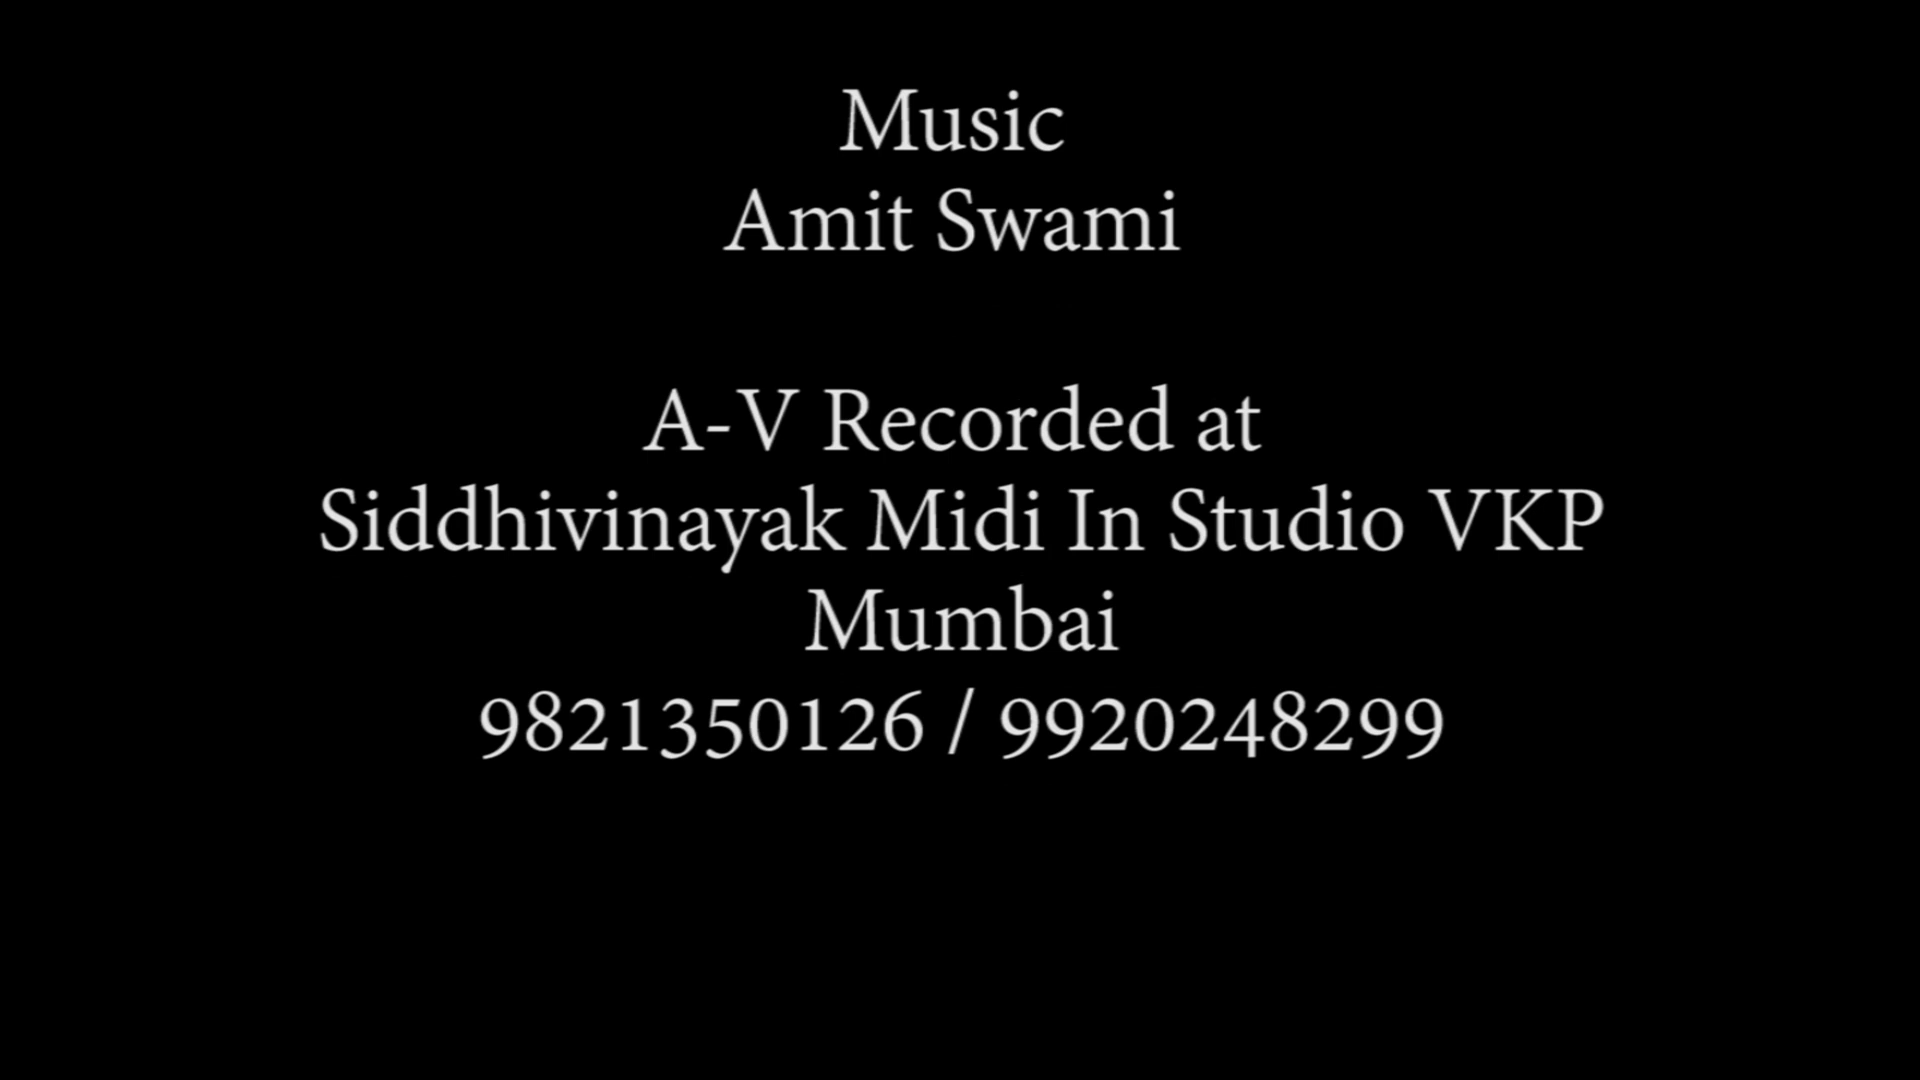 Music
Amit Swami
A-V Recorded at
Siddhivinayak Midi In Studio VKP
Mumbai
9821350126 / 9920248299